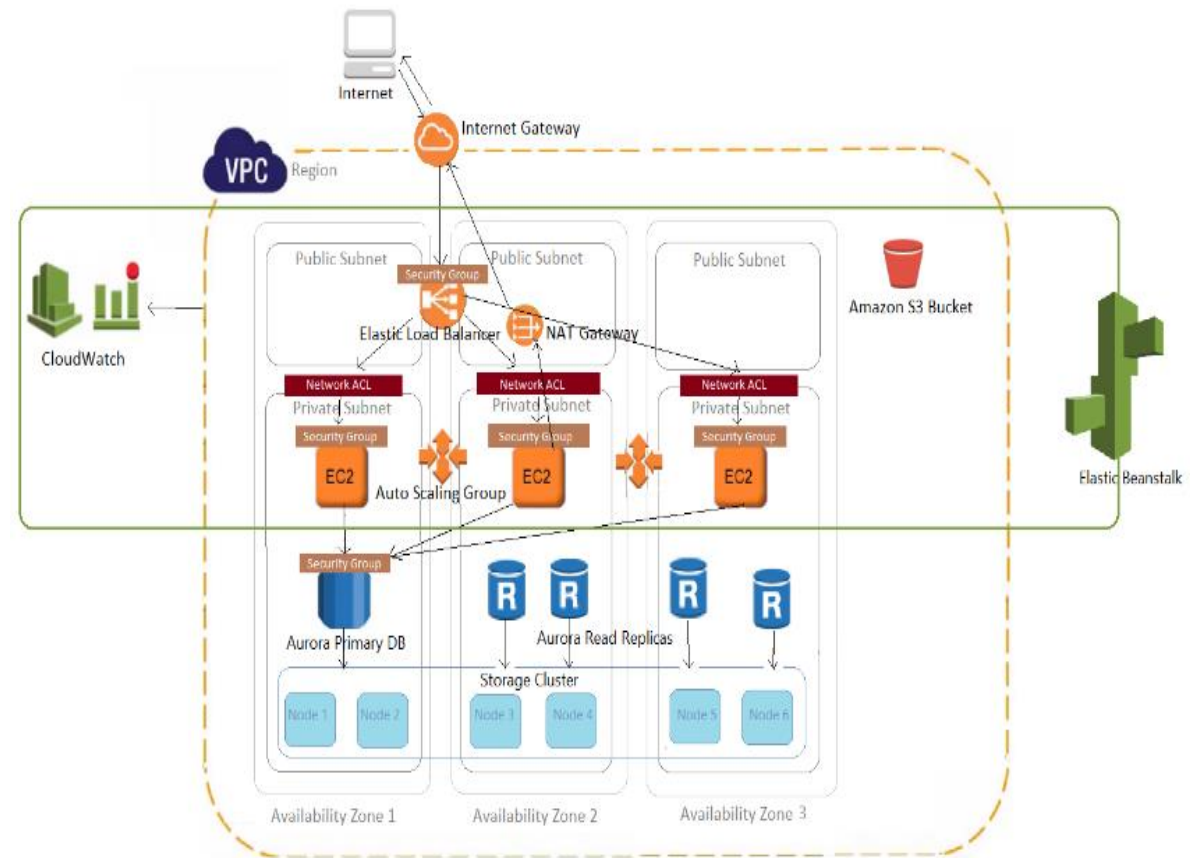 Internet
Internet Gateway
VPC
Region
Public Subnet
Public Subnet
Public Subnet
Security Group
Amazon S3 Bucket
Elastic Load Balancer
NAT Gateway
CloudWatch
Network ACL
Network ACL
Network ACL
Private Subnet
Private Subnet
Private Subnet
Security Group
Security Group
Security Group
EC2
EC2
EC2
Elastic Beanstalk
Auto Scaling Group
Security Group
R
R
R
R
Aurora Primary DB
Aurora Read Replicas
Storage Cluster
Node 1
Node 2
Node 3
Node 4
Node 5
Node 6
Availability Zone 1
Availability Zone 2
Availability Zone 3